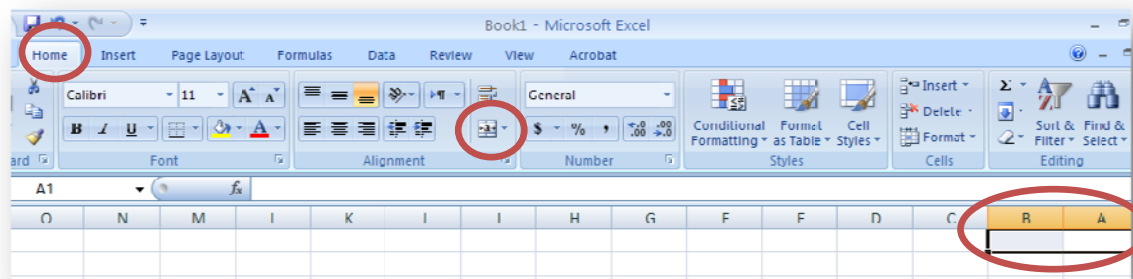 Book1 - Microsoft Excel
Home Insert Page Layout Formulas Data Review View Acrobat
Calibri 11 A A General Σ Insert
B I U A $ % , .00 .0 Conditional Format Cell Delete Sort & Find &
Formatting as Table Styles Format Filter Select
ard Font Alignment Number Styles Cells Editing
A1 fx
O N M L K J I H G F E D C B A